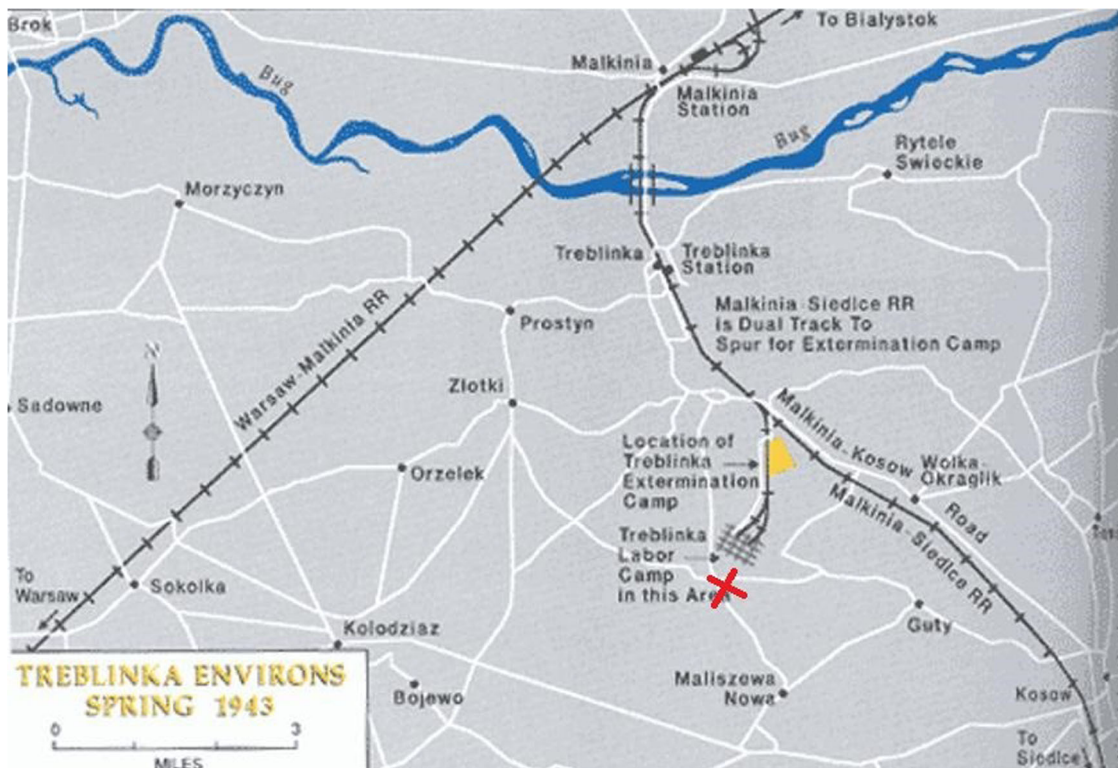 Brok
To Bialystok
Malkinia
Malkinia
Station
Bug
Bug
Rytele
Swieckie
Morzyczyn
Treblinka
Treblinka
Station
Malkinia-Siedlce RR
is Dual Track To
Spur for Extermination Camp
Prostyn
Warsaw-Malkinia RR
N
Zlotki
Sadowne
Malkinia-Kosow
Road
Location of
Treblinka
Extermination
Camp
Wolka-
Okraglik
Orzelek
Malkinia-Siedlce RR
Treblinka
Labor
Camp
in this Area
To
Warsaw
Sokolka
Guty
Kolodziaz
Maliszewa
Nowa
Bojewo
Kosow
To
Siedlce
TREBLINKA ENVIRONS
SPRING 1943
0 3
MILES